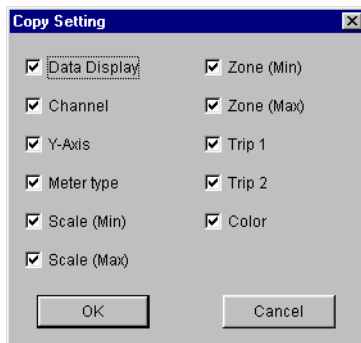 Copy Setting
Data Display
Channel
Y-Axis
Meter type
Scale (Min)
Scale (Max)
Zone (Min)
Zone (Max)
Trip 1
Trip 2
Color
OK
Cancel